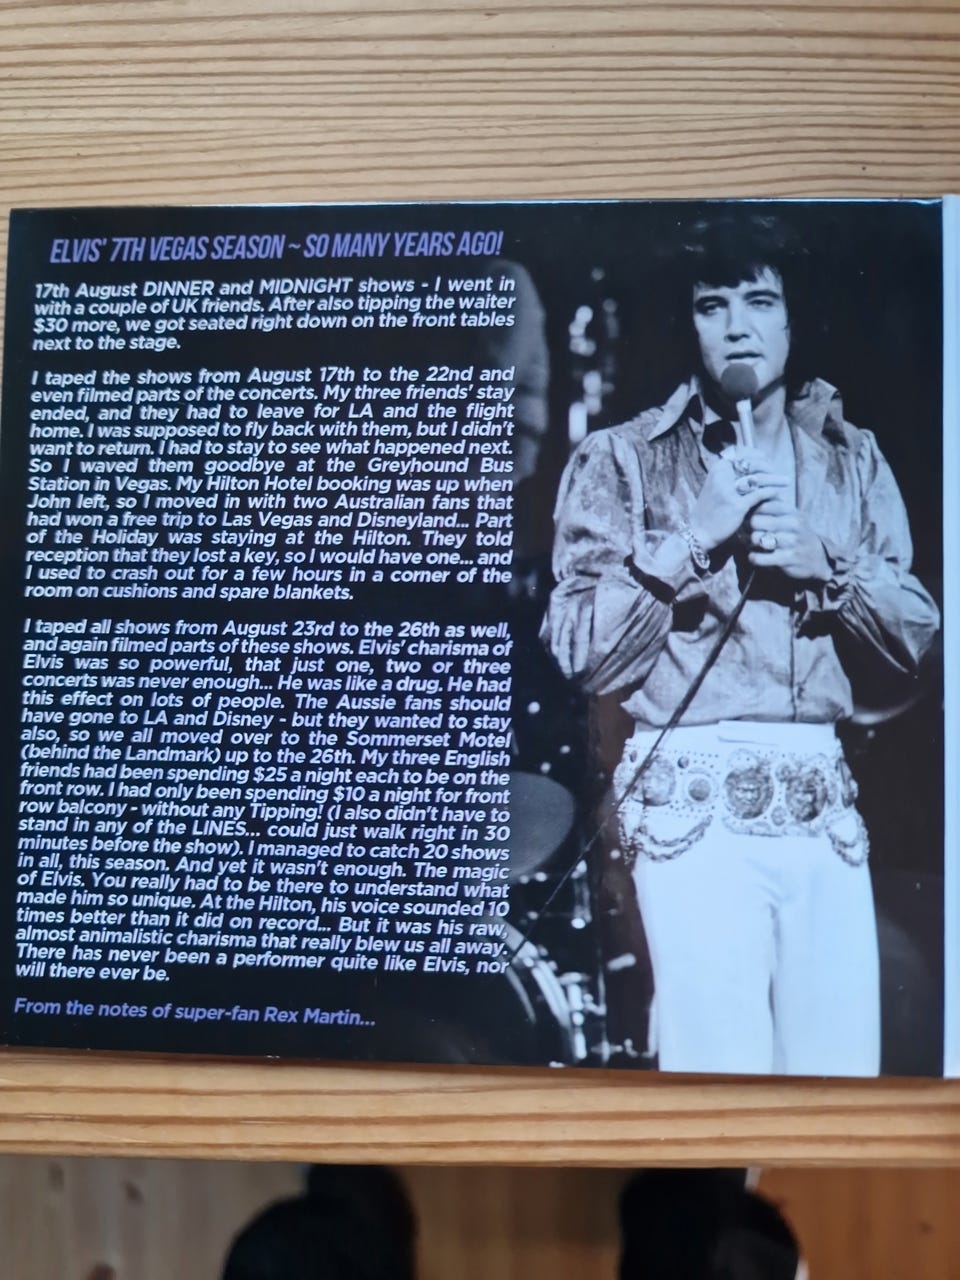 ELVIS' 7TH VEGAS SEASON ~ SO MANY YEARS AGO!
17th August DINNER and MIDNIGHT shows - I went in
with a couple of UK friends. After also tipping the waiter
$30 more, we got seated right down on the front tables
next to the stage.
I taped the shows from August 17th to the 22nd and
even filmed parts of the concerts. My three friends' stay
ended, and they had to leave for LA and the flight
home. I was supposed to fly back with them, but I didn't
want to return. I had to stay to see what happened next.
So I waved them goodbye at the Greyhound Bus
Station in Vegas. My Hilton Hotel booking was up when
John left, so I moved in with two Australian fans that
had won a free trip to Las Vegas and Disneyland... Part
of the Holiday was staying at the Hilton. They told
reception that they lost a key, so I would have one... and
I used to crash out for a few hours in a corner of the
room on cushions and spare blankets.
I taped all shows from August 23rd to the 26th as well,
and again filmed parts of these shows. Elvis' charisma of
Elvis was so powerful, that just one, two or three
concerts was never enough... He was like a drug. He had
this effect on lots of people. The Aussie fans should
have gone to LA and Disney - but they wanted to stay
also, so we all moved over to the Sommerset Motel
(behind the Landmark) up to the 26th. My three English
friends had been spending $25 a night each to be on the
front row. I had only been spending $10 a night for front
row balcony - without any Tipping! (I also didn't have to
stand in any of the LINES... could just walk right in 30
minutes before the show). I managed to catch 20 shows
in all, this season. And yet it wasn't enough. The magic
of Elvis. You really had to be there to understand what
made him so unique. At the Hilton, his voice sounded 10
times better than it did on record... But it was his raw,
almost animalistic charisma that really blew us all away.
There has never been a performer quite like Elvis, nor
will there ever be.
From the notes of super-fan Rex Martin...